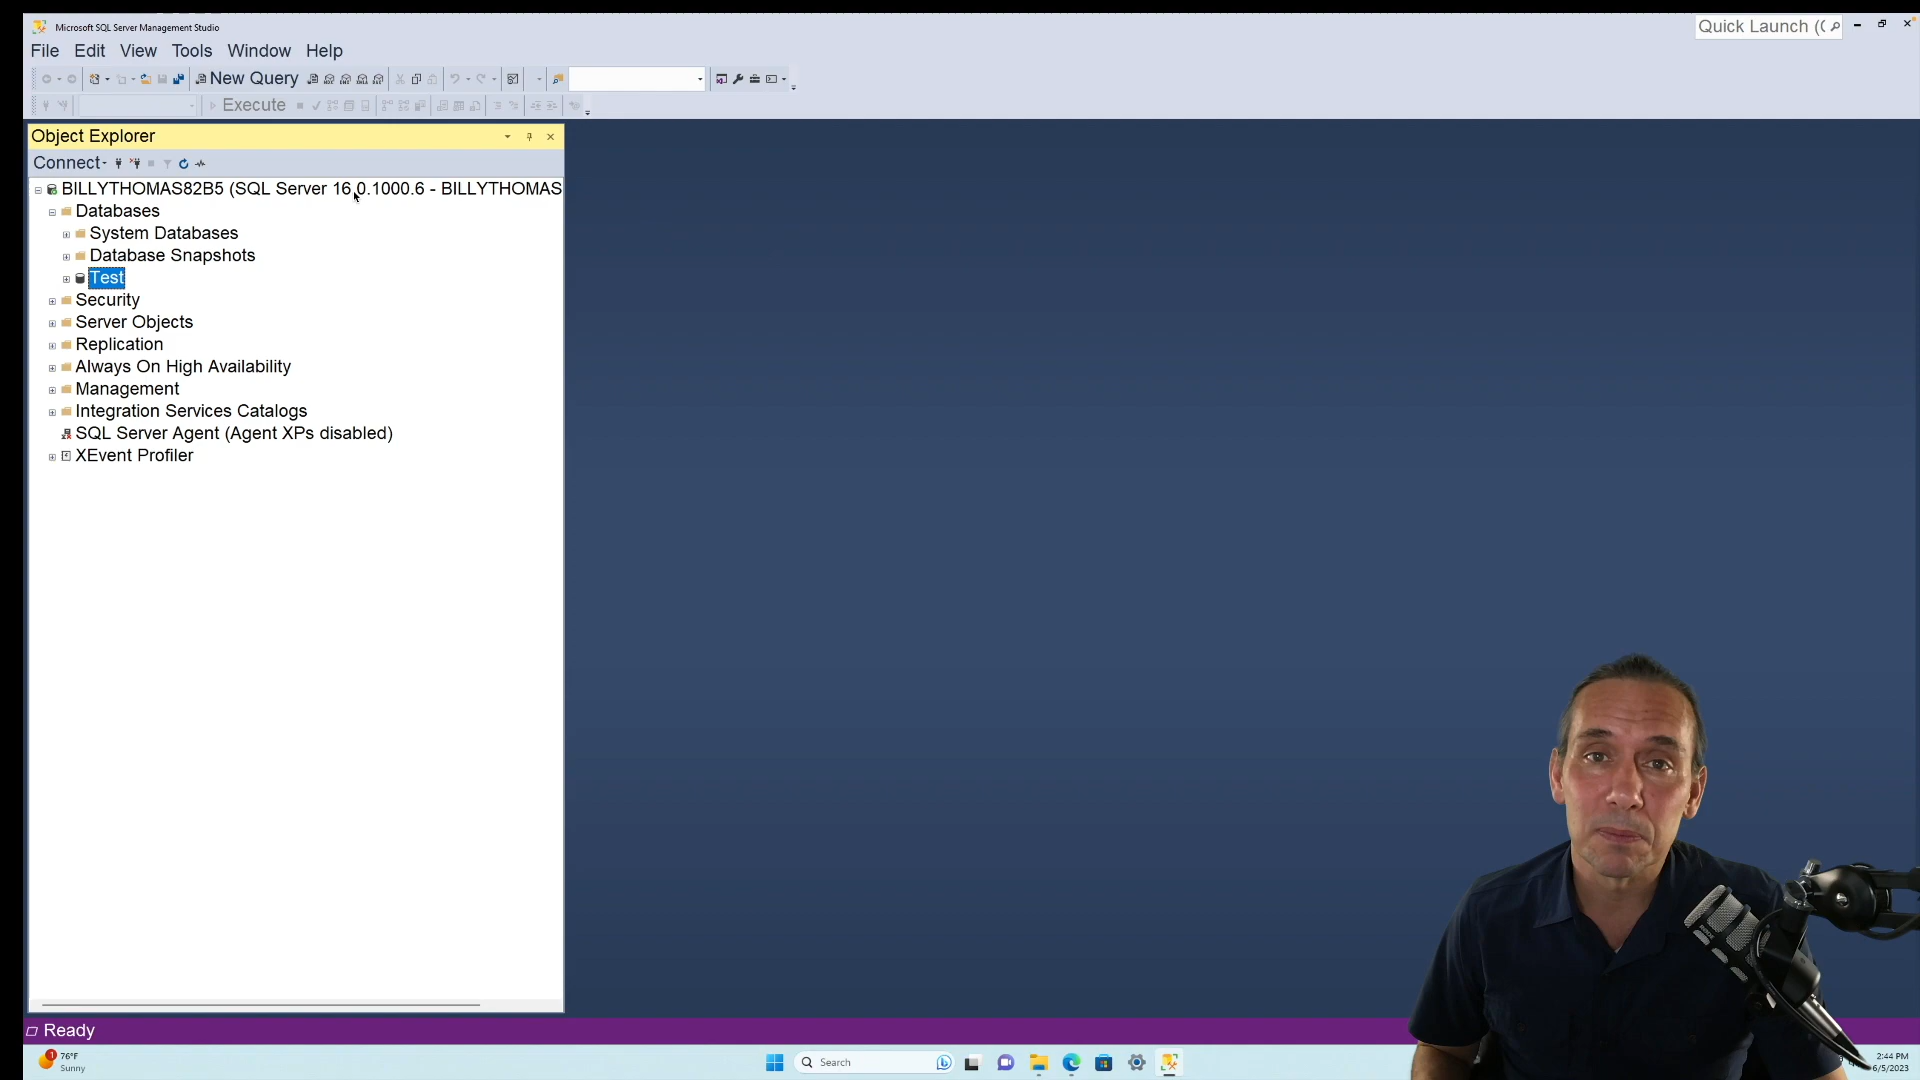 Microsoft SQL Server Management Studio
Quick Launch (
File Edit View Tools Window Help
New Query
Execute
Object Explorer
Connect
BILLYTHOMAS82B5 (SQL Server 16.0.1000.6 - BILLYTHOMAS
Databases
System Databases
Database Snapshots
Test
Security
Server Objects
Replication
Always On High Availability
Management
Integration Services Catalogs
SQL Server Agent (Agent XPs disabled)
XEvent Profiler
Ready
1
76°F
Sunny
Search
2:44 PM
6/5/2023